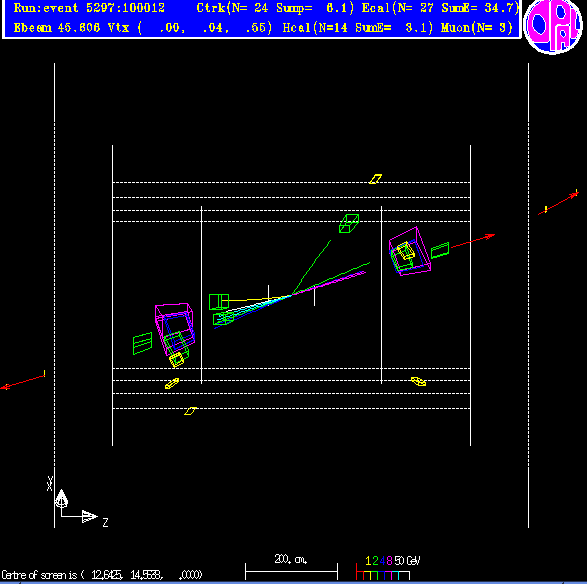 Run:event 5297:100012 Ctrk(N= 24 Sump= 6.1) Ecal(N= 27 SumE= 34.7)
Ebeam 45.606 Vtx ( .00, .04, .55) Hcal(N=14 SumE= 3.1) Muon(N= 3)
OPAL
Y
X
Z
200. cm.
1 2 4 8 50 GeV
Centre of screen is ( 12.6425, 14.5539, .0000)